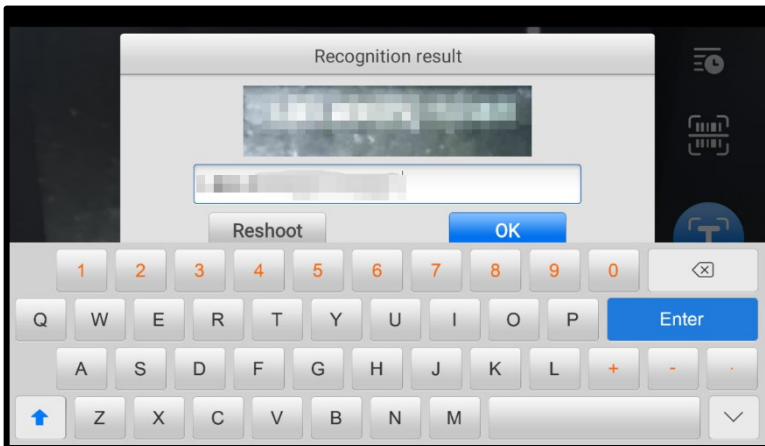 Recognition result
Reshoot OK
1 2 3 4 5 6 7 8 9 0
Q W E R T Y U I O P Enter
A S D F G H J K L + - .
Z X C V B N M
T